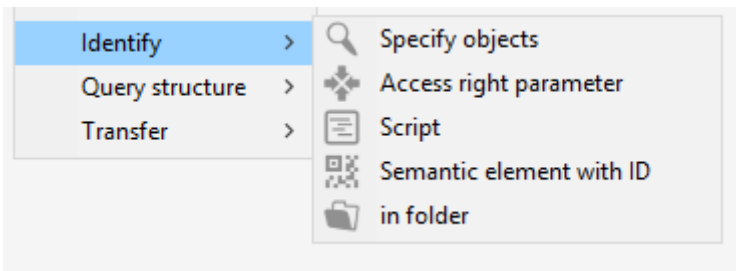 Identify
Query structure
Transfer
Specify objects
Access right parameter
Script
Semantic element with ID
in folder